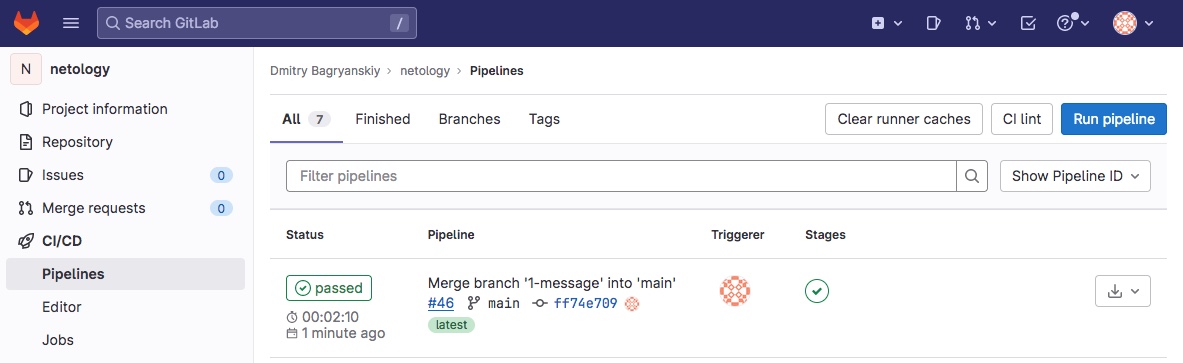 Search GitLab /
N netology
Project information
Repository
Issues 0
Merge requests 0
CI/CD
Pipelines
Editor
Jobs
Dmitry Bagryanskiy > netology > Pipelines
All 7 Finished Branches Tags Clear runner caches CI lint Run pipeline
Filter pipelines Show Pipeline ID
Status Pipeline Triggerer Stages
passed Merge branch '1-message' into 'main'
#46 main ff74e709
00:02:10 latest
1 minute ago